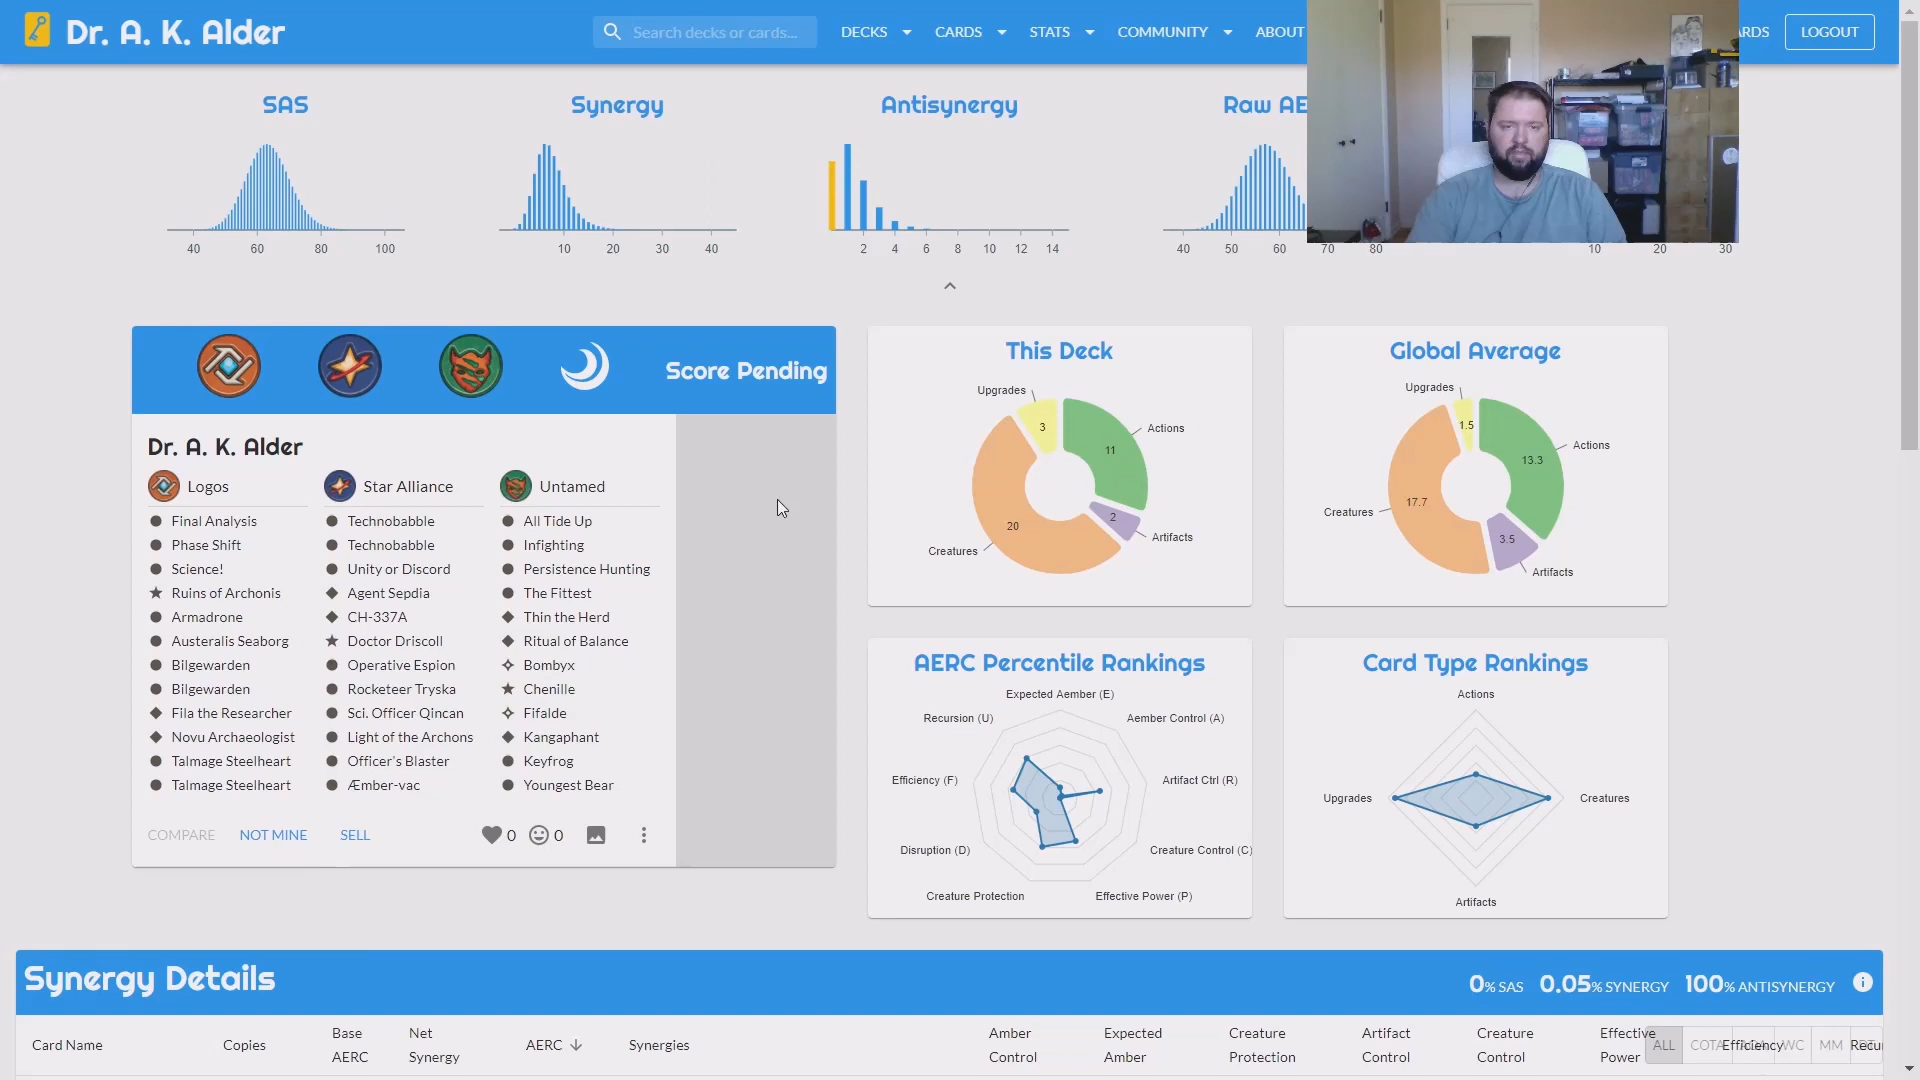 Dr. A. K. Alder
Search decks or cards...
DECKS
CARDS
STATS
COMMUNITY
ABOUT
LOGOUT
SAS
Synergy
Antisynergy
Raw AE
40 60 80 100
10 20 30 40
2 4 6 8 10 12 14
40 50 60 70 80
10 20 30
Score Pending
Dr. A. K. Alder
Logos
Final Analysis
Phase Shift
Science!
Ruins of Archonis
Armadrone
Australis Seaborg
Bilgewarden
Bilgewarden
Fila the Researcher
Novu Archaeologist
Talmage Steelheart
Talmage Steelheart
Star Alliance
Technobabble
Technobabble
Unity or Discord
Agent Sepdia
CH-337A
Doctor Driscoll
Operative Espion
Rocketeer Tryska
Sci. Officer Qincan
Light of the Archons
Officer's Blaster
Æmber-vac
Untamed
All Tide Up
Infighting
Persistence Hunting
The Fittest
Thin the Herd
Ritual of Balance
Bombyx
Chenille
Fifalde
Kangaphant
Keyfrog
Youngest Bear
COMPARE
NOT MINE
SELL
0
0
This Deck
Upgrades
3
Actions
11
2
Artifacts
20
Creatures
Global Average
Upgrades
1.5
Actions
13.3
17.7
Creatures
3.5
Artifacts
AERC Percentile Rankings
Expected Aember (E)
Recursion (U)
Aember Control (A)
Efficiency (F)
Artifact Ctrl (R)
Disruption (D)
Creature Control (C)
Creature Protection
Effective Power (P)
Card Type Rankings
Actions
Upgrades
Creatures
Artifacts
Synergy Details
0% SAS 0.05% SYNERGY 100% ANTISYNERGY
Card Name
Copies
Base
AERC
Net
Synergy
AERC
Synergies
Amber
Control
Expected
Amber
Creature
Protection
Artifact
Control
Creature
Control
Effective
Power
ALL
COTA
Efficiency
WC
MM